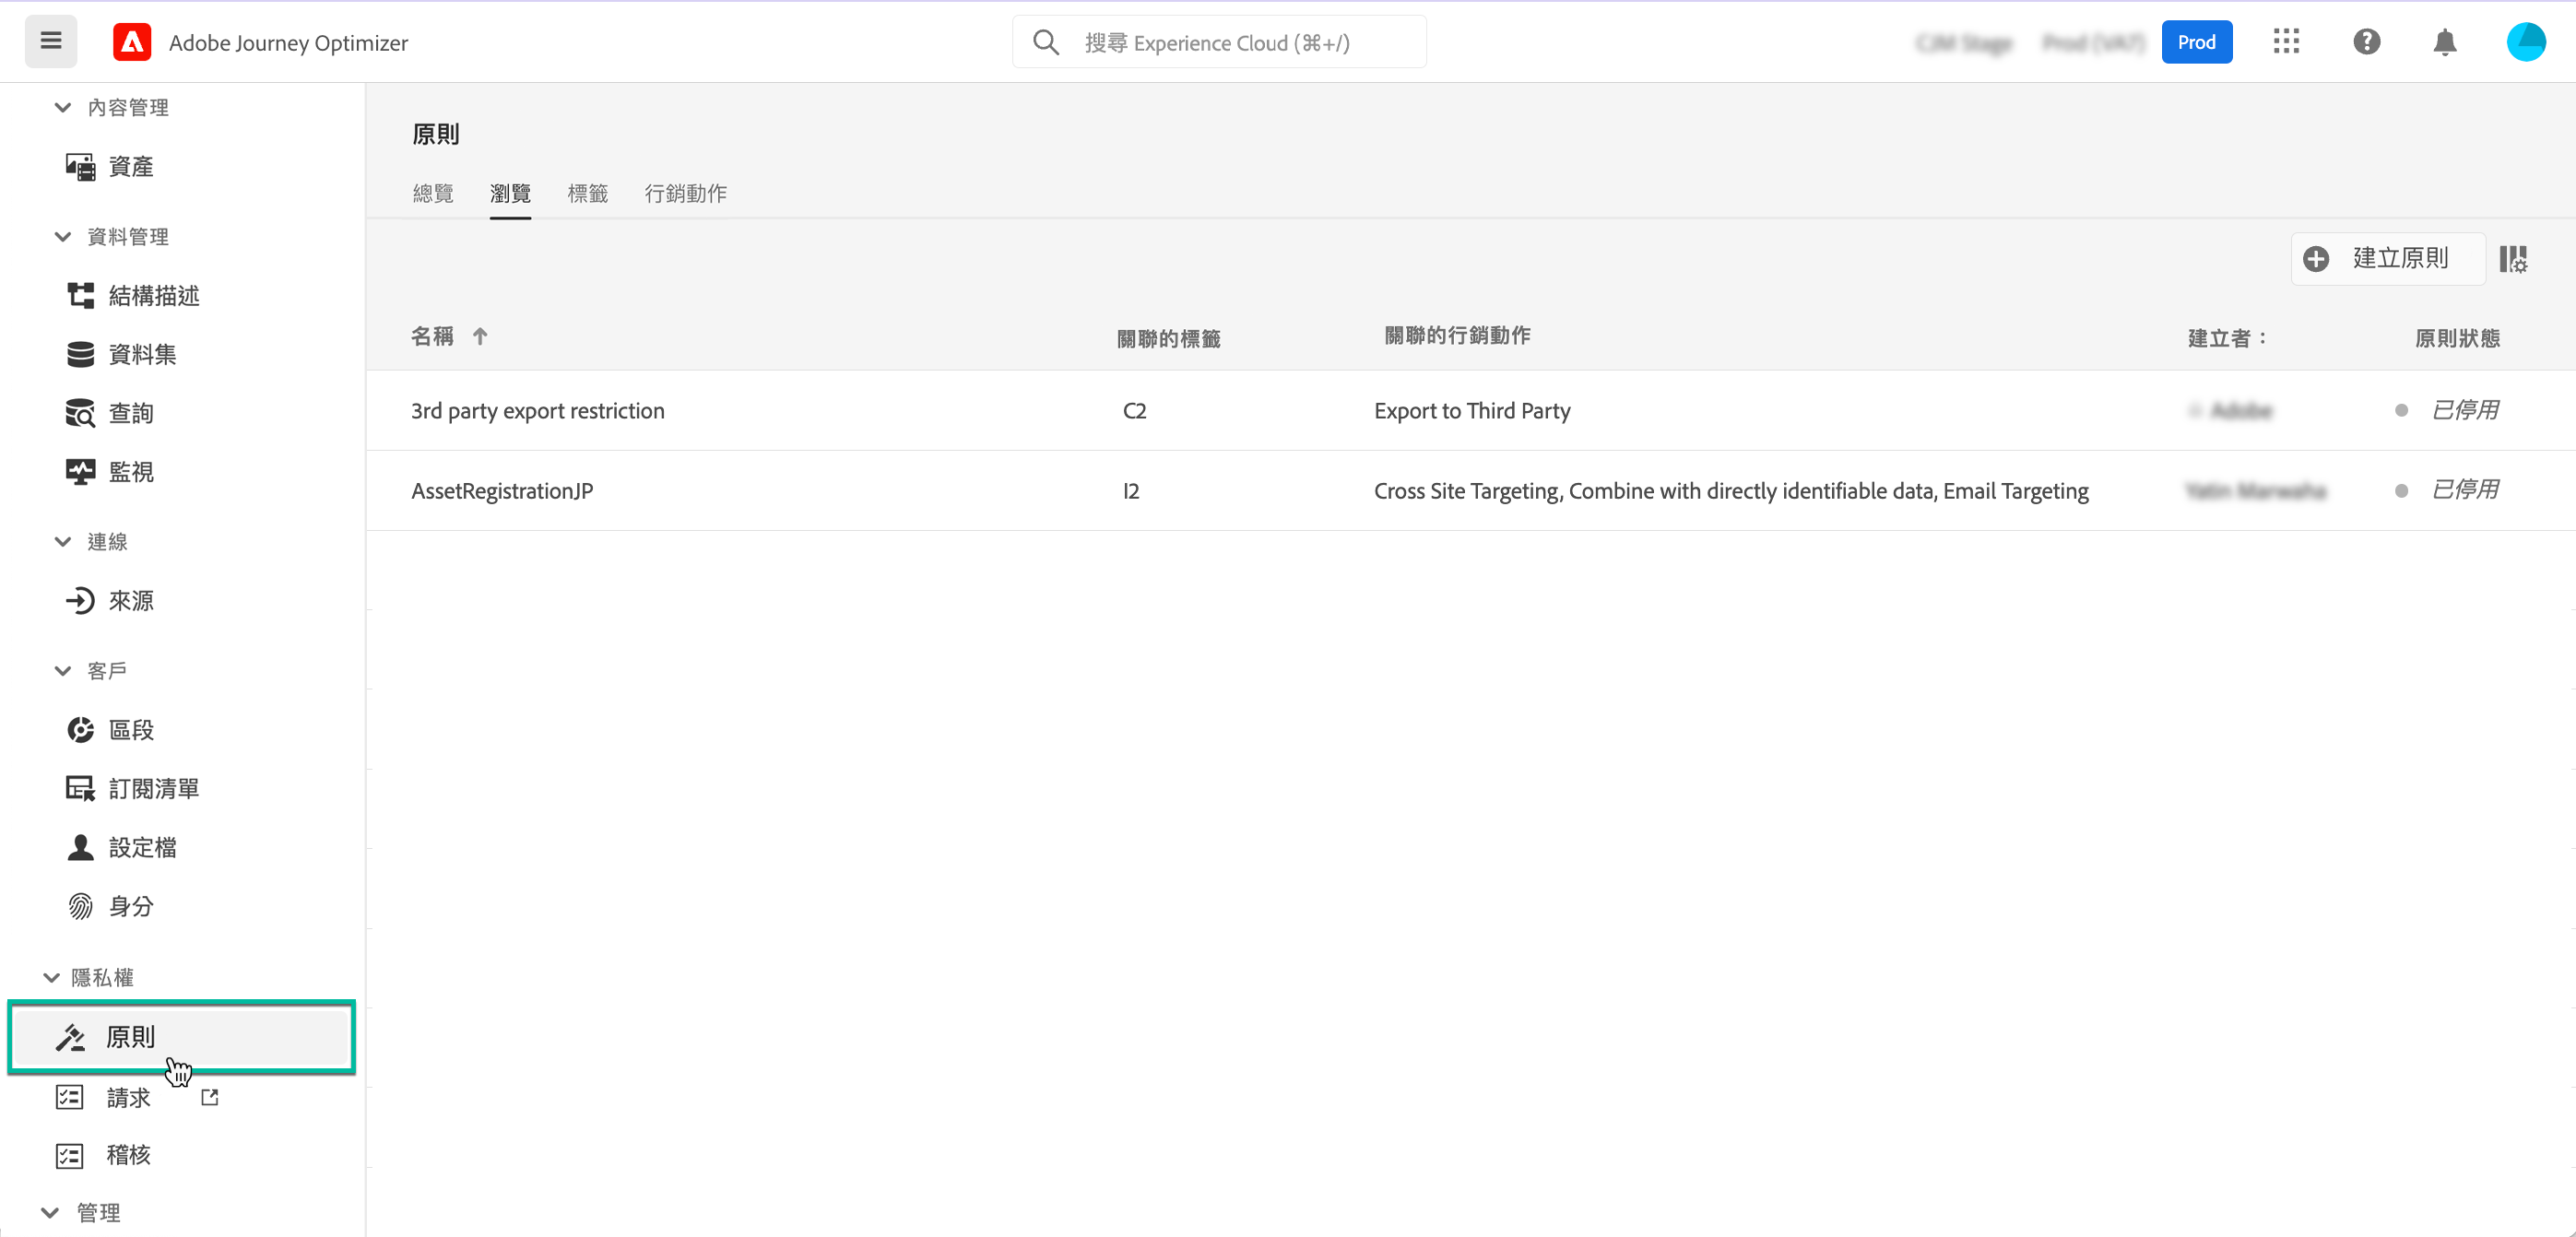 Adobe Journey Optimizer
搜尋 Experience Cloud (⌘+/)
Prod
內容管理
資產
資料管理
結構描述
資料集
查詢
監視
連線
來源
客戶
區段
訂閱清單
設定檔
身分
隱私權
原則
請求
稽核
管理
原則
總覽 瀏覽 標籤 行銷動作
建立原則
名稱 關聯的標籤 關聯的行銷動作 建立者： 原則狀態
3rd party export restriction C2 Export to Third Party 已停用
AssetRegistrationJP I2 Cross Site Targeting, Combine with directly identifiable data, Email Targeting 已停用